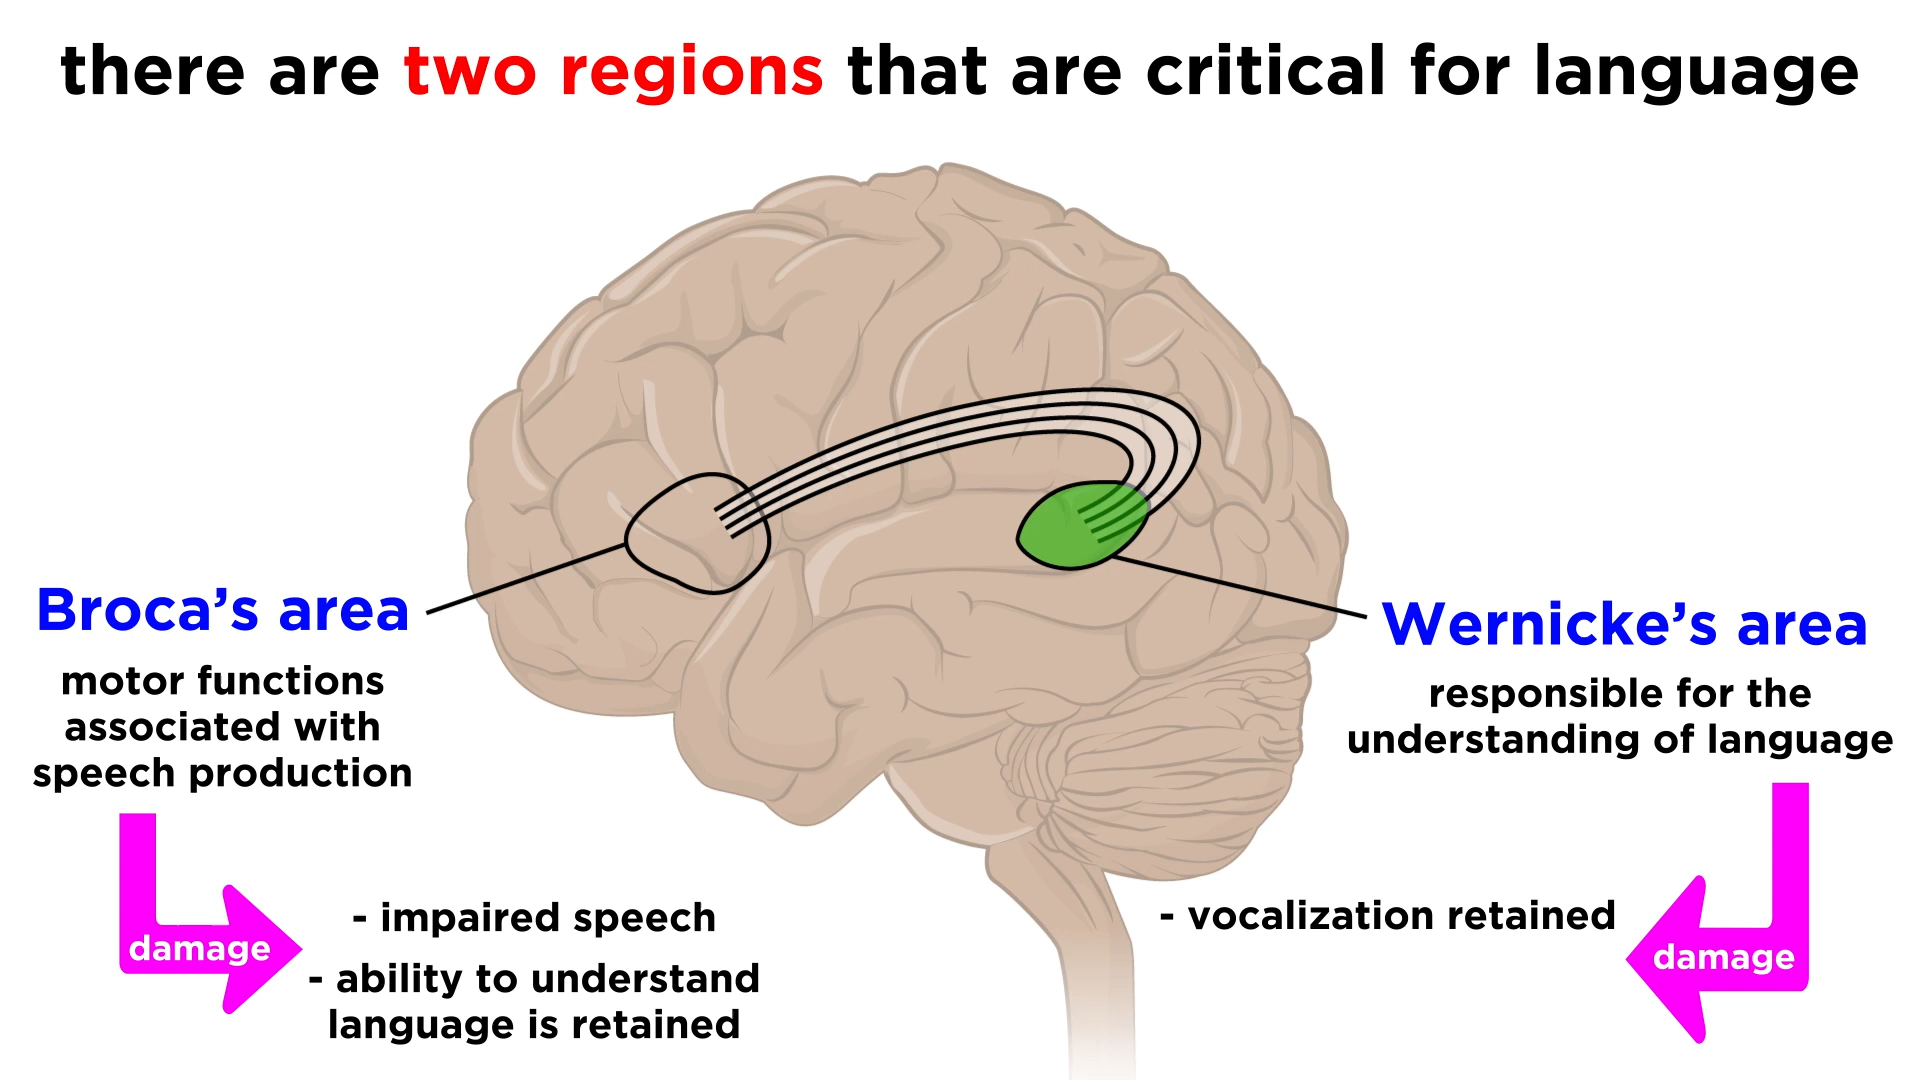 there are two regions that are critical for language
Broca’s area
motor functions
associated with
speech production
damage
- impaired speech
- ability to understand
language is retained
Wernicke’s area
responsible for the
understanding of language
damage
- vocalization retained